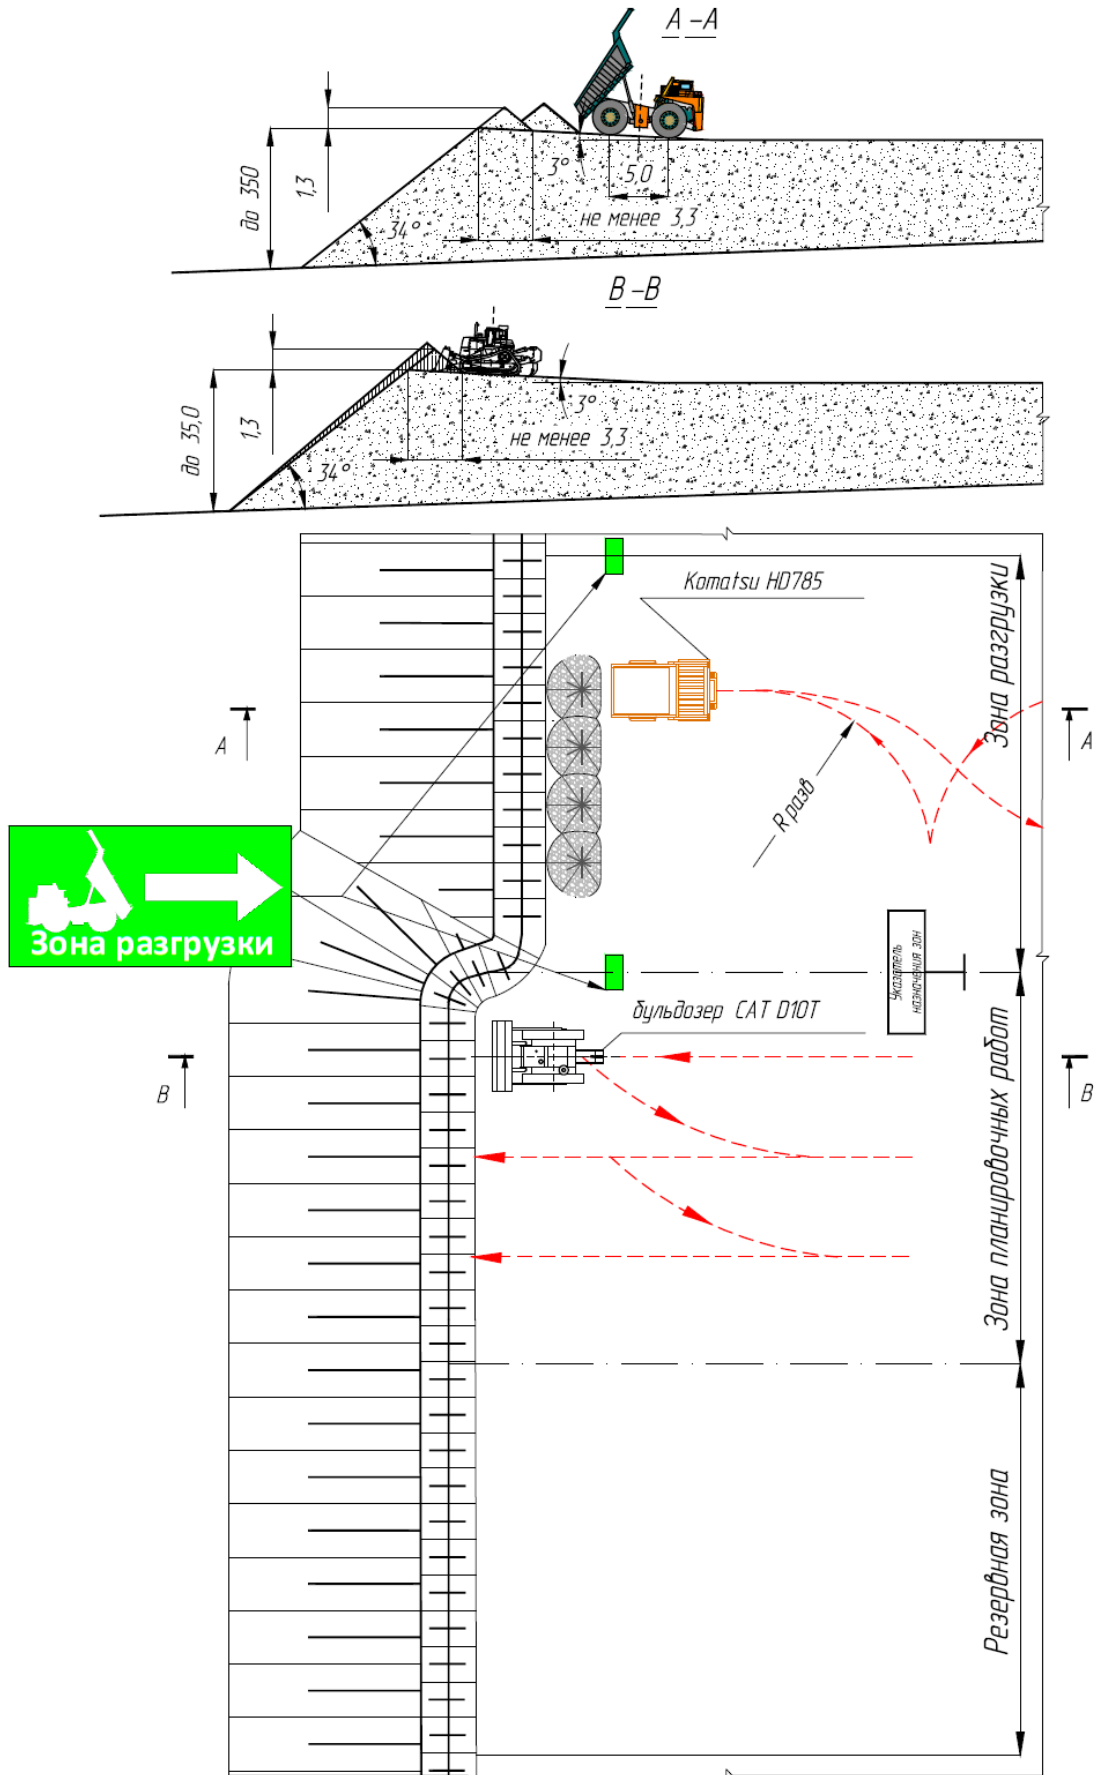 А-А
до 350
1,3
34°
3°
5,0
не менее 3,3
В-В
до 35,0
1,3
34°
3°
не менее 3,3
Komatsu HD785
Зона разгрузки
А
А
R разв
Зона разгрузки
Указатель
назначения зон
бульдозер CAT D10T
В
В
Зона планировочных работ
Резервная зона